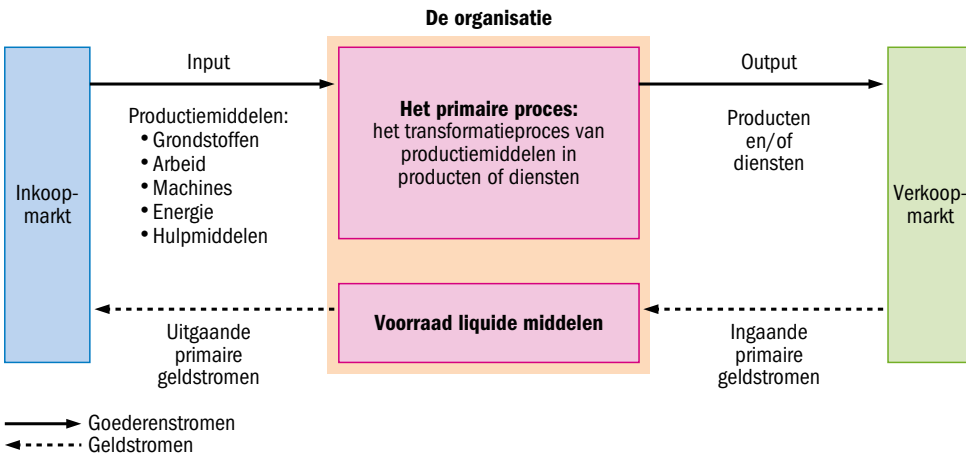 De organisatie
Input
Output
Productiemiddelen:
• Grondstoffen
• Arbeid
• Machines
• Energie
• Hulpmiddelen
Het primaire proces:
het transformatieproces van
productiemiddelen in
producten of diensten
Producten
en/of
diensten
Inkoop-
markt
Verkoop-
markt
Voorraad liquide middelen
Uitgaande
primaire
geldstromen
Ingaande
primaire
geldstromen
Goederenstromen
Geldstromen